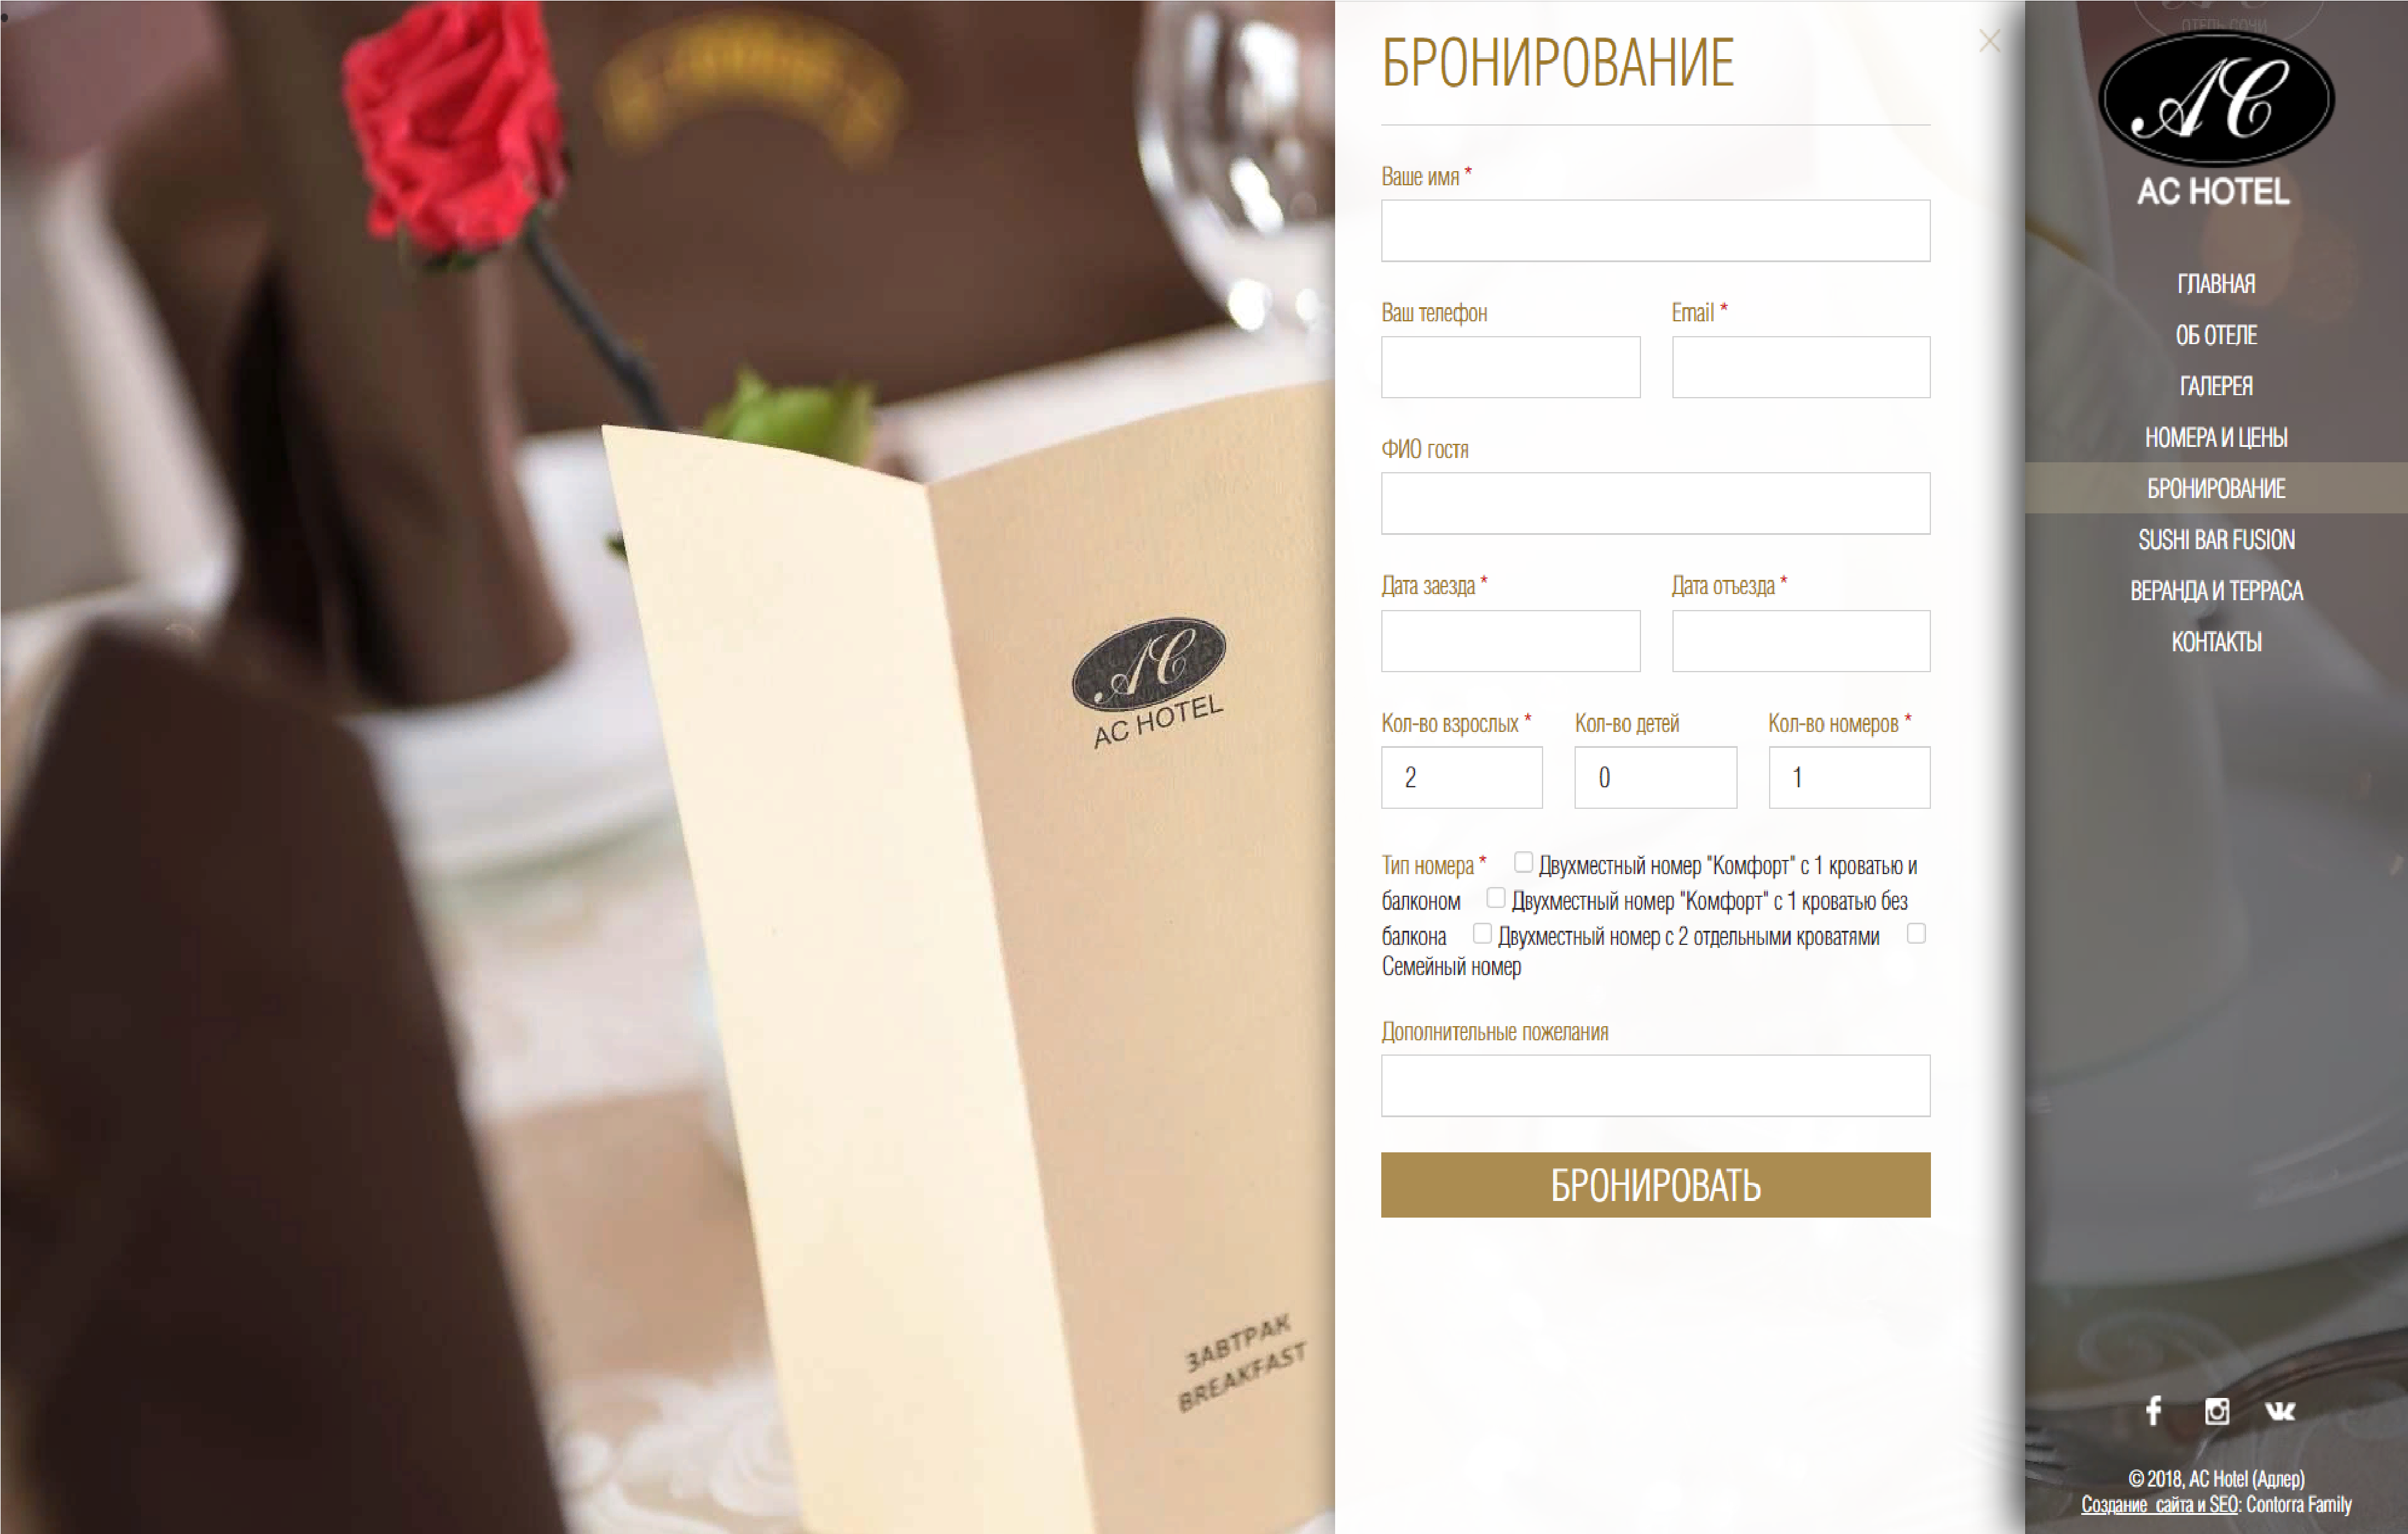 БРОНИРОВАНИЕ
Ваше имя *
Ваш телефон
Email *
ФИО гостя
Дата заезда *
Дата отъезда *
Кол-во взрослых *
Кол-во детей
Кол-во номеров *
2
0
1
Тип номера * Двухместный номер "Комфорт" с 1 кроватью и
балконом Двухместный номер "Комфорт" с 1 кроватью без
балкона Двухместный номер с 2 отдельными кроватями
Семейный номер
Дополнительные пожелания
БРОНИРОВАТЬ
AC
AC HOTEL
ЗАВТРАК
BREAKFAST
ОТЕЛЬ СОЧИ
AC
AC HOTEL
ГЛАВНАЯ
ОБ ОТЕЛЕ
ГАЛЕРЕЯ
НОМЕРА И ЦЕНЫ
БРОНИРОВАНИЕ
SUSHI BAR FUSION
ВЕРАНДА И ТЕРРАСА
КОНТАКТЫ
© 2018, AC Hotel (Адлер)
Создание сайта и SEO: Contorra Family